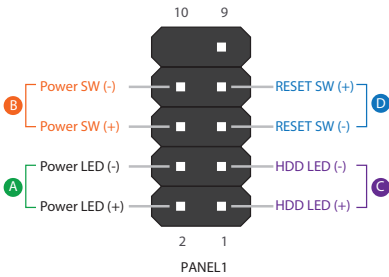 10 9
Power SW (-) RESET SW (+)
B D
Power SW (+) RESET SW (-)
Power LED (-) HDD LED (-)
A C
Power LED (+) HDD LED (+)
2 1
PANEL1